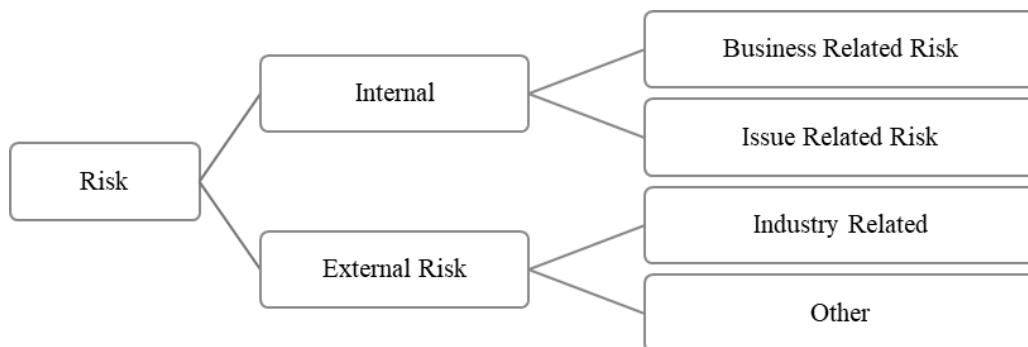 Risk
Internal
Business Related Risk
Issue Related Risk
External Risk
Industry Related
Other